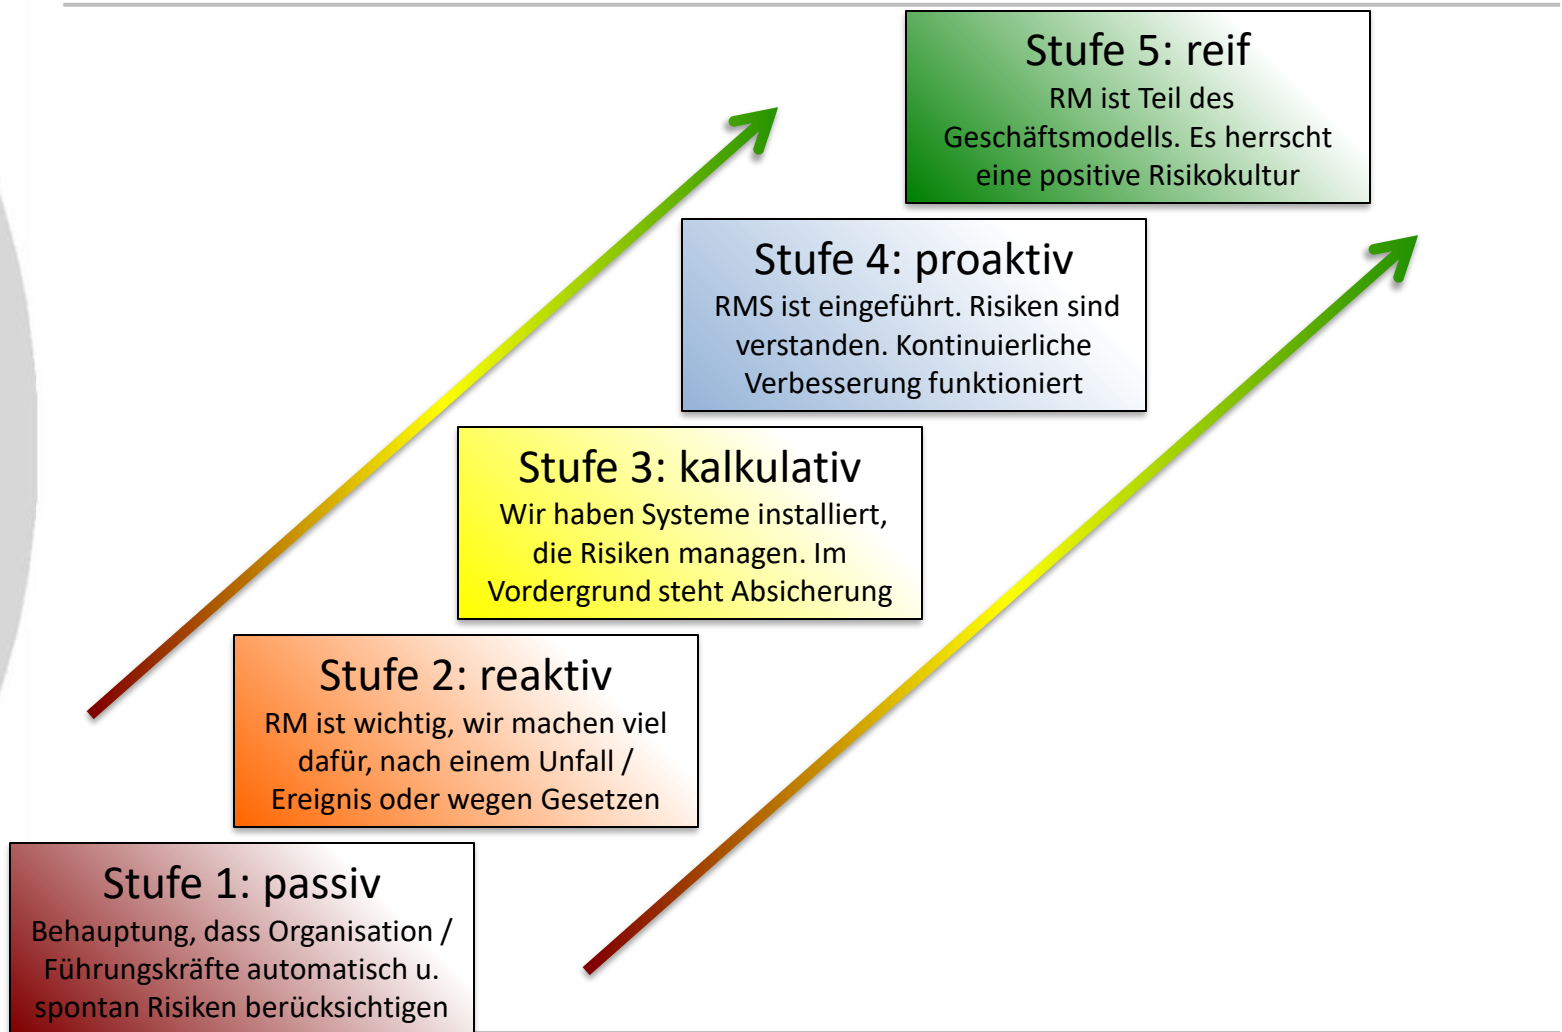 Stufe 5: reif
RM ist Teil des
Geschäftsmodells. Es herrscht
eine positive Risikokultur
Stufe 4: proaktiv
RMS ist eingeführt. Risiken sind
verstanden. Kontinuierliche
Verbesserung funktioniert
Stufe 3: kalkulativ
Wir haben Systeme installiert,
die Risiken managen. Im
Vordergrund steht Absicherung
Stufe 2: reaktiv
RM ist wichtig, wir machen viel
dafür, nach einem Unfall /
Ereignis oder wegen Gesetzen
Stufe 1: passiv
Behauptung, dass Organisation /
Führungskräfte automatisch u.
spontan Risiken berücksichtigen